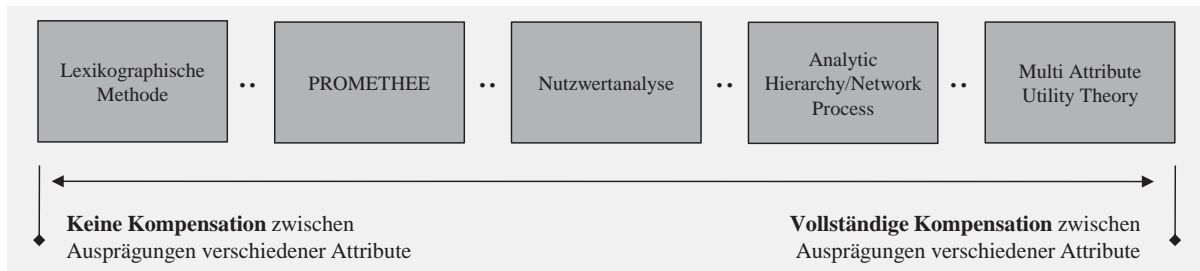 Lexikographische
Methode
..
PROMETHEE
..
Nutzwertanalyse
..
Analytic
Hierarchy/Network
Process
..
Multi Attribute
Utility Theory
Keine Kompensation zwischen
Ausprägungen verschiedener Attribute
Vollständige Kompensation zwischen
Ausprägungen verschiedener Attribute